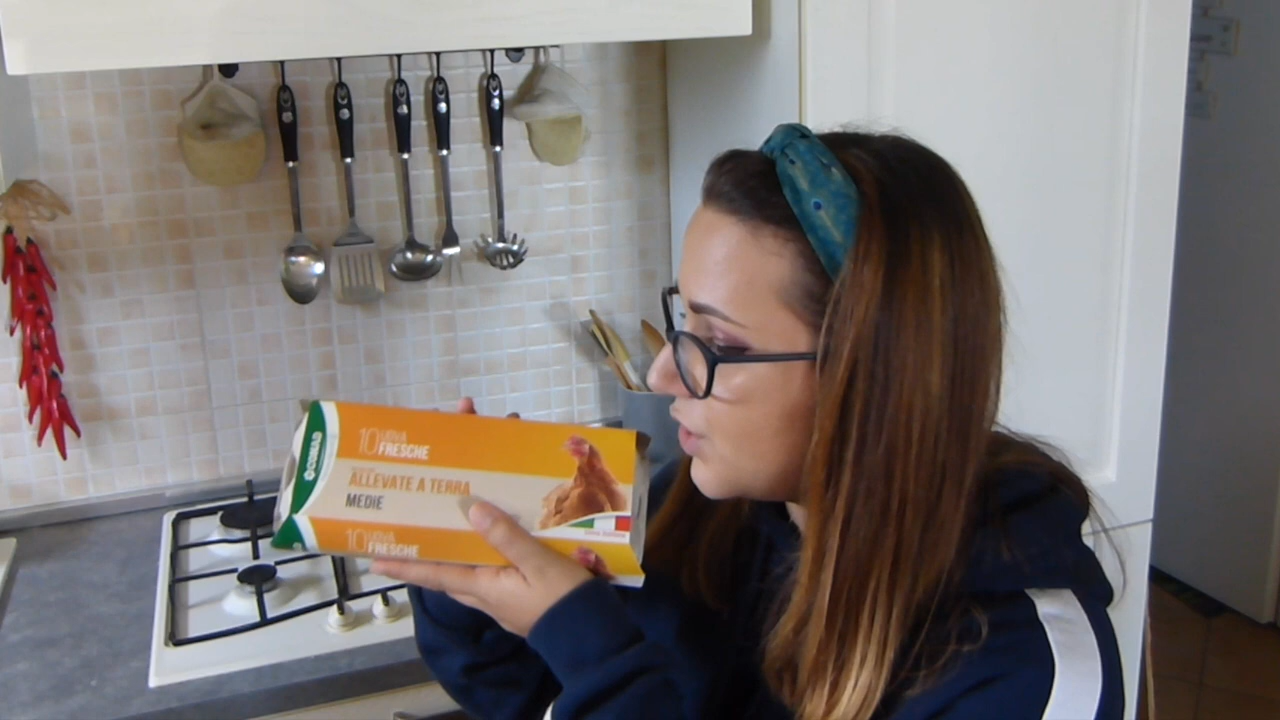 CONAD
10 UOVA
FRESCHE
ALLEVATE A TERRA
MEDIE
10 UOVA
FRESCHE